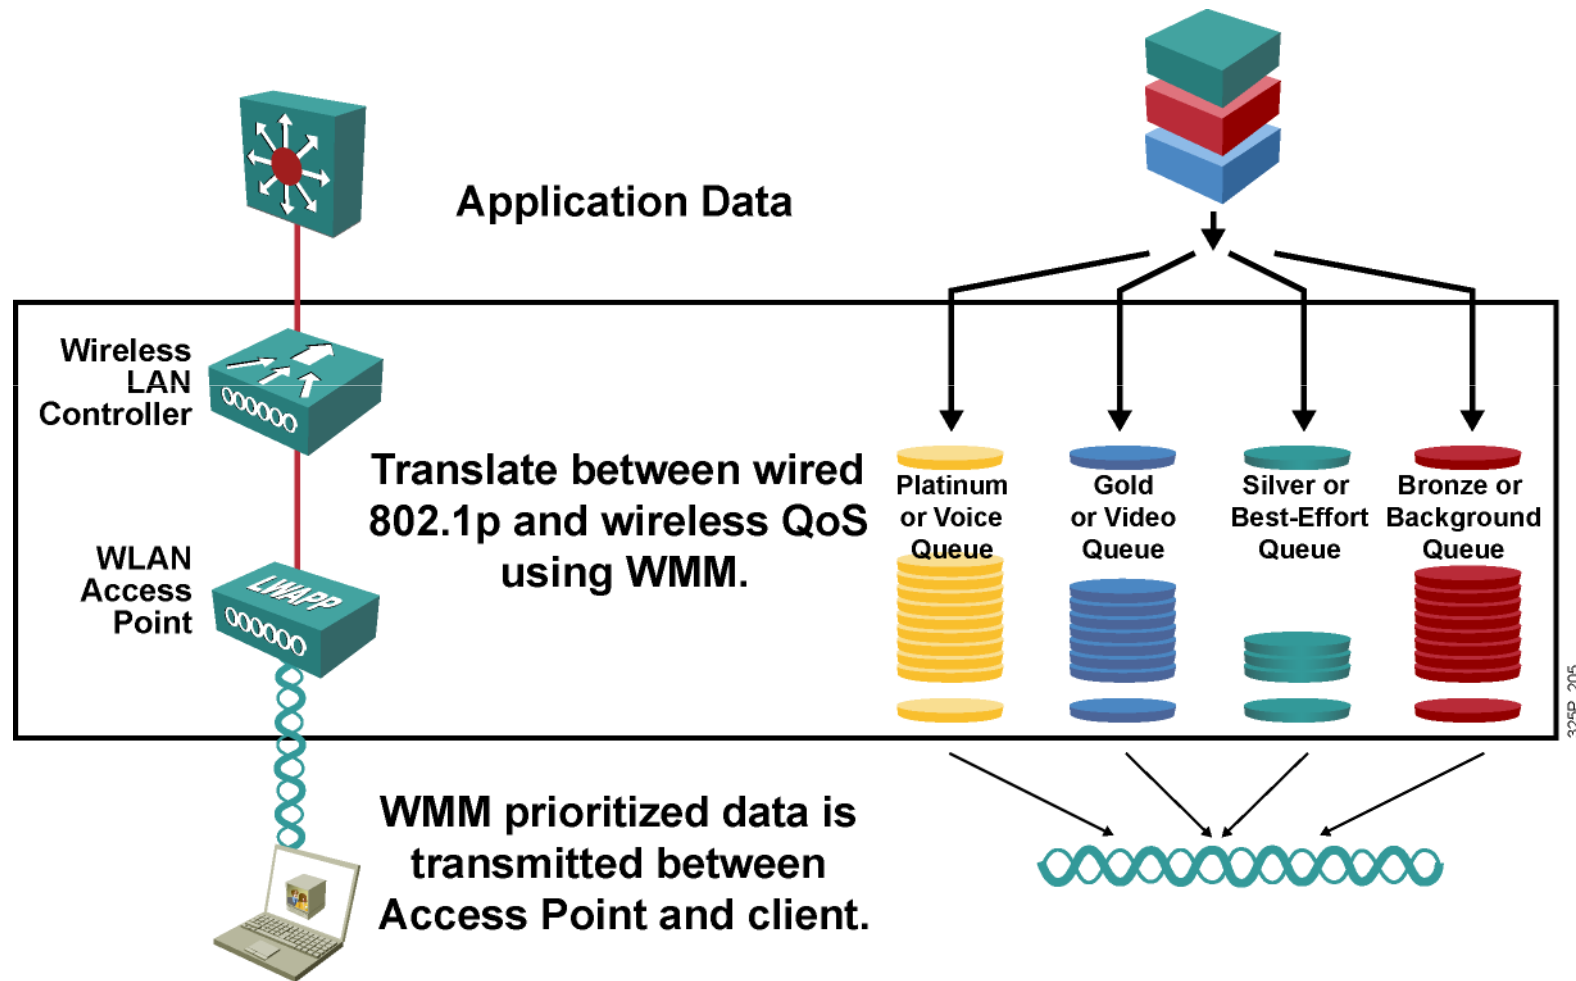 Application Data
Wireless
LAN
Controller
Translate between wired
802.1p and wireless QoS
using WMM.
Platinum
or Voice
Queue
Gold
or Video
Queue
Silver or
Best-Effort
Queue
Bronze or
Background
Queue
WLAN
Access
Point
LWAPP
325P_205
WMM prioritized data is
transmitted between
Access Point and client.